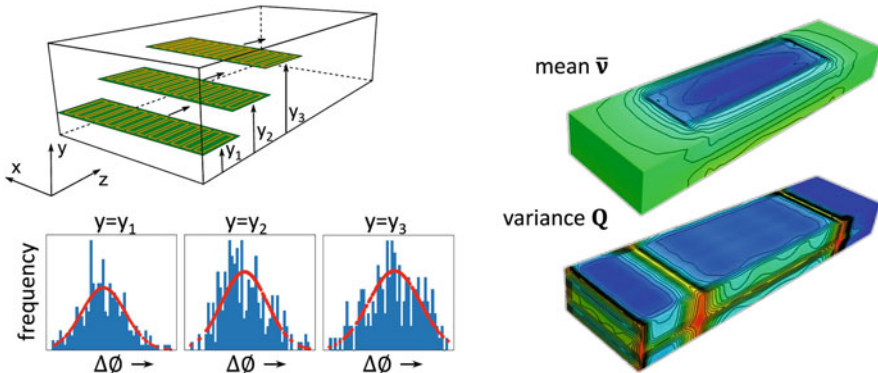 y₃
y₂
y₁
y
x
z
y=y₁
y=y₂
y=y₃
frequency
ΔØ →
ΔØ →
ΔØ →
mean v̄
variance Q